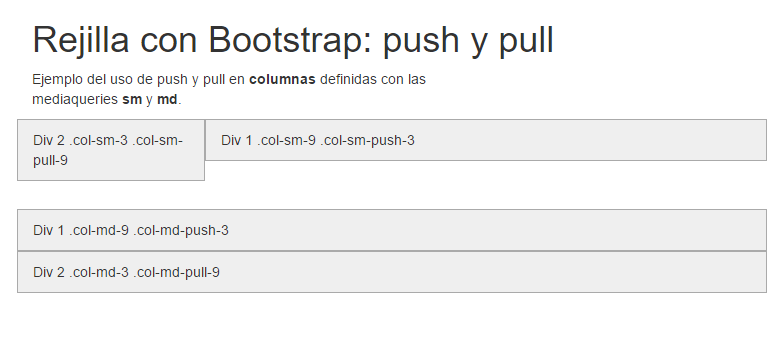 Rejilla con Bootstrap: push y pull
Ejemplo del uso de push y pull en columnas definidas con las
mediaqueries sm y md.
Div 2 .col-sm-3 .col-sm-
pull-9
Div 1 .col-sm-9 .col-sm-push-3
Div 1 .col-md-9 .col-md-push-3
Div 2 .col-md-3 .col-md-pull-9